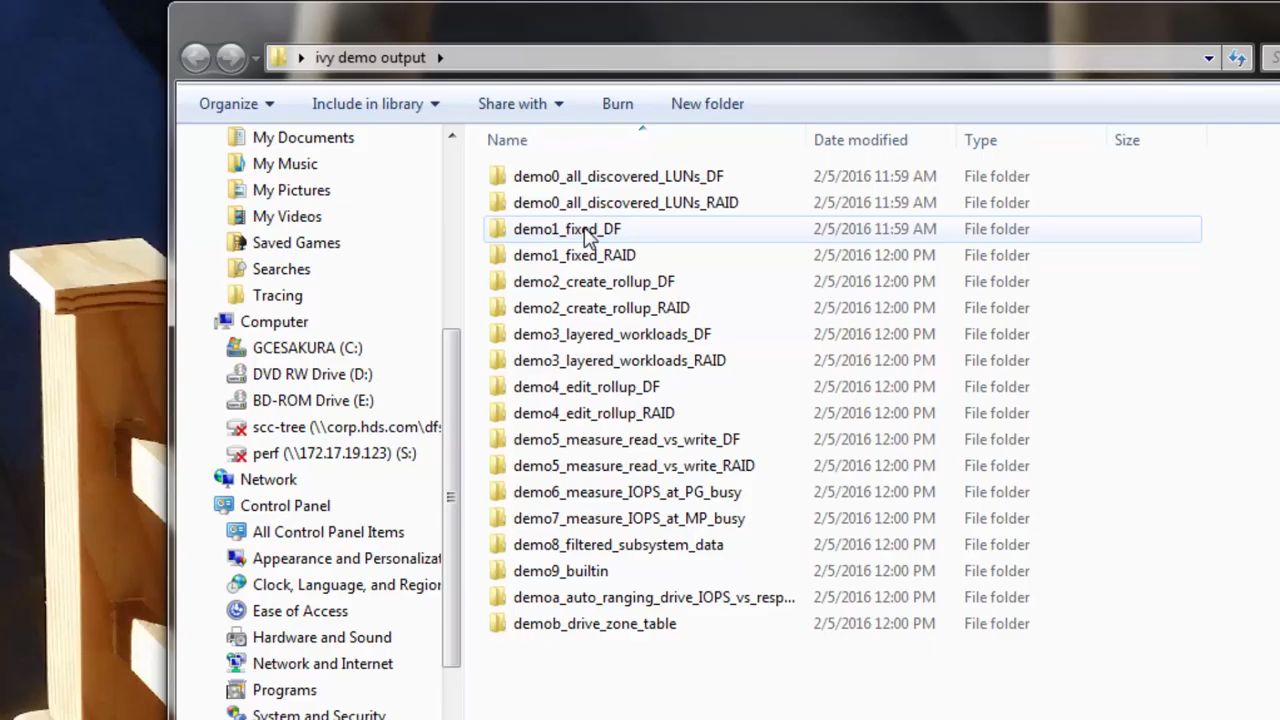 ivy demo output
S
Organize Include in library Share with Burn New folder
My Documents
My Music
My Pictures
My Videos
Saved Games
Searches
Tracing
Computer
GCESAKURA (C:)
DVD RW Drive (D:)
BD-ROM Drive (E:)
scc-tree (\\corp.hds.com\dfs
perf (\\172.17.19.123) (S:)
Network
Control Panel
All Control Panel Items
Appearance and Personalizat
Clock, Language, and Region
Ease of Access
Hardware and Sound
Network and Internet
Programs
System and Security
Name Date modified Type Size
demo0_all_discovered_LUNs_DF 2/5/2016 11:59 AM File folder
demo0_all_discovered_LUNs_RAID 2/5/2016 11:59 AM File folder
demo1_fixed_DF 2/5/2016 11:59 AM File folder
demo1_fixed_RAID 2/5/2016 12:00 PM File folder
demo2_create_rollup_DF 2/5/2016 12:00 PM File folder
demo2_create_rollup_RAID 2/5/2016 12:00 PM File folder
demo3_layered_workloads_DF 2/5/2016 12:00 PM File folder
demo3_layered_workloads_RAID 2/5/2016 12:00 PM File folder
demo4_edit_rollup_DF 2/5/2016 12:00 PM File folder
demo4_edit_rollup_RAID 2/5/2016 12:00 PM File folder
demo5_measure_read_vs_write_DF 2/5/2016 12:00 PM File folder
demo5_measure_read_vs_write_RAID 2/5/2016 12:00 PM File folder
demo6_measure_IOPS_at_PG_busy 2/5/2016 12:00 PM File folder
demo7_measure_IOPS_at_MP_busy 2/5/2016 12:00 PM File folder
demo8_filtered_subsystem_data 2/5/2016 12:00 PM File folder
demo9_builtin 2/5/2016 12:00 PM File folder
demoa_auto_ranging_drive_IOPS_vs_resp... 2/5/2016 12:00 PM File folder
demob_drive_zone_table 2/5/2016 12:00 PM File folder